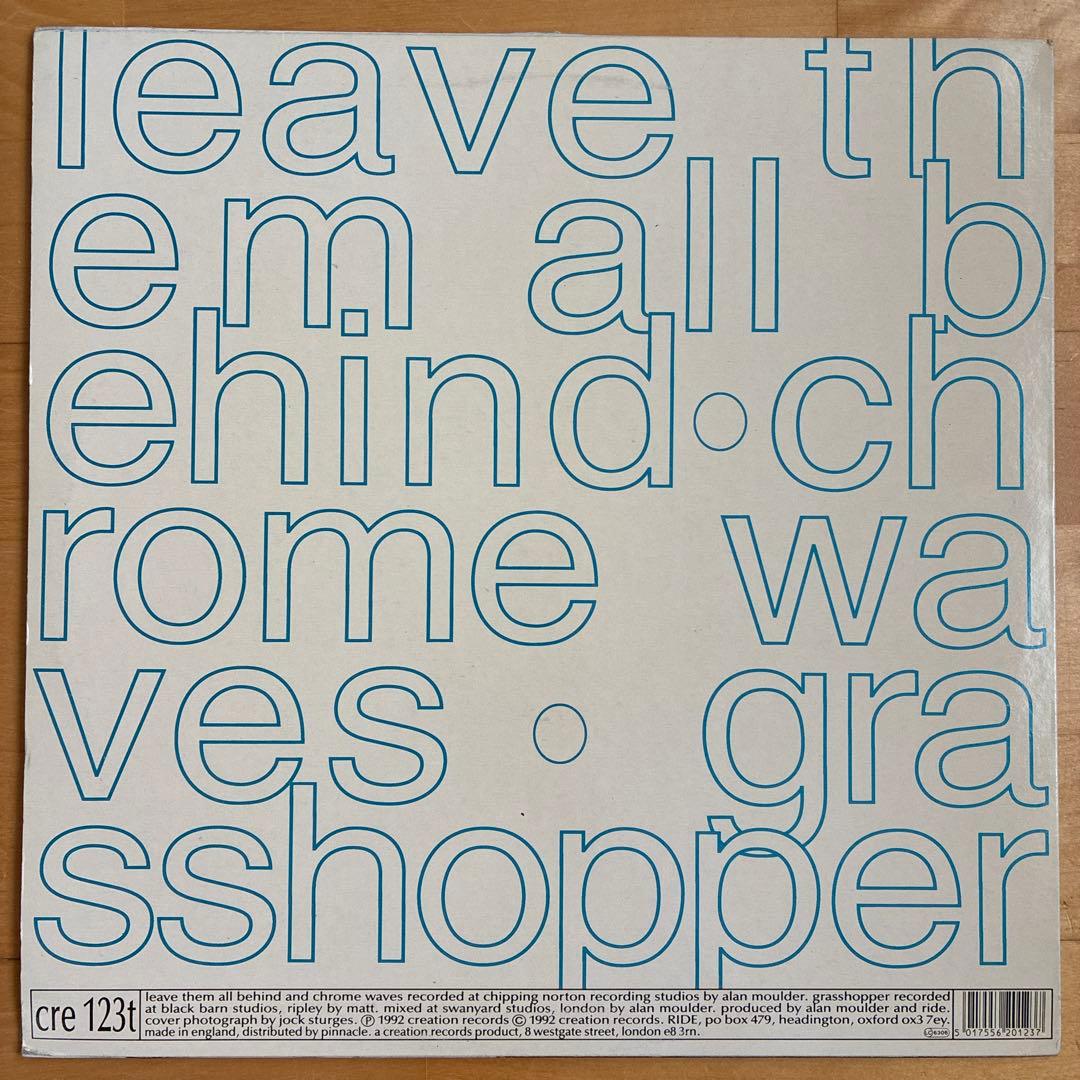 leave th
em all b
ehind·ch
rome wa
ves · gra
sshopper
cre 123t
leave them all behind and chrome waves recorded at chipping norton recording studios by alan moulder. grasshopper recorded
at black barn studios, ripley by matt. mixed at swanyard studios, london by alan moulder. produced by alan moulder and ride.
cover photograph by jock sturges. ℗ 1992 creation records © 1992 creation records. RIDE, po box 479, headington, oxford ox3 7ey.
made in england, distributed by pinnacle. a creation records product, 8 westgate street, london e8 3rn.
LC 6306
5 017556 201237